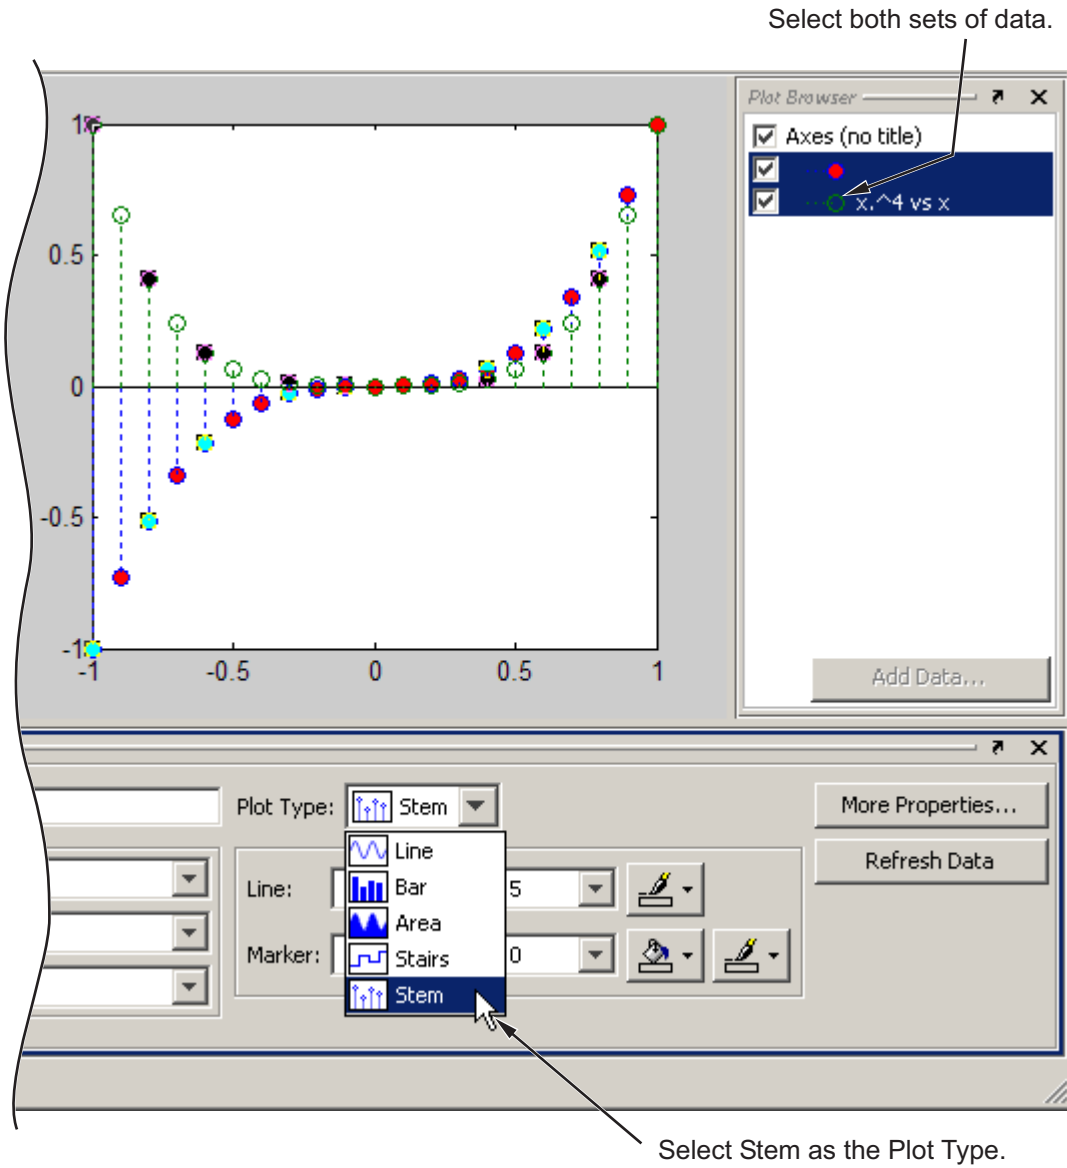 Select both sets of data.
Plot Browser
Axes (no title)
x.^4 vs x
1
0.5
0
-0.5
-1
-1
-0.5
0
0.5
1
Add Data...
Plot Type:
Stem
More Properties...
Line
Refresh Data
Line:
Bar
5
Area
Marker:
Stairs
0
Stem
Select Stem as the Plot Type.